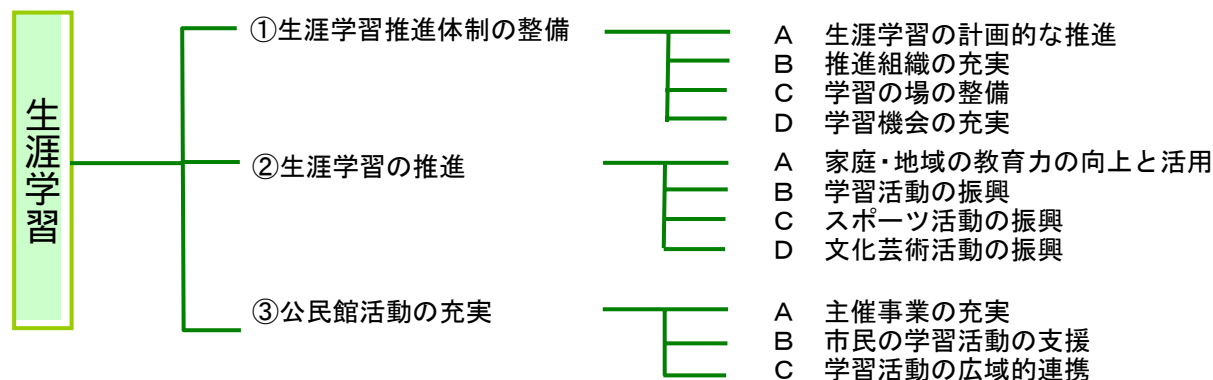 生涯学習
①生涯学習推進体制の整備
A 生涯学習の計画的な推進
B 推進組織の充実
C 学習の場の整備
D 学習機会の充実
②生涯学習の推進
A 家庭・地域の教育力の向上と活用
B 学習活動の振興
C スポーツ活動の振興
D 文化芸術活動の振興
③公民館活動の充実
A 主催事業の充実
B 市民の学習活動の支援
C 学習活動の広域的連携